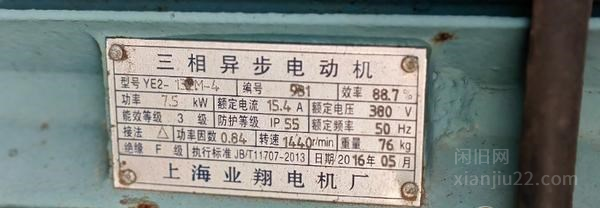 三相异步电动机
型号 YE2-132M-4 编号 981 效率 88.7%
功率 7.5 kW 额定电流 15.4 A 额定电压 380 V
能效等级 3 级 防护等级 IP 55 额定频率 50 Hz
接法 △ 功率因数 0.84 转速 1440 r/min 重量 76 kg
绝缘 F 级 执行标准 JB/T11707-2013 日期 2016年05月
上海业翔电机厂
闲旧网
xianjiu22.com